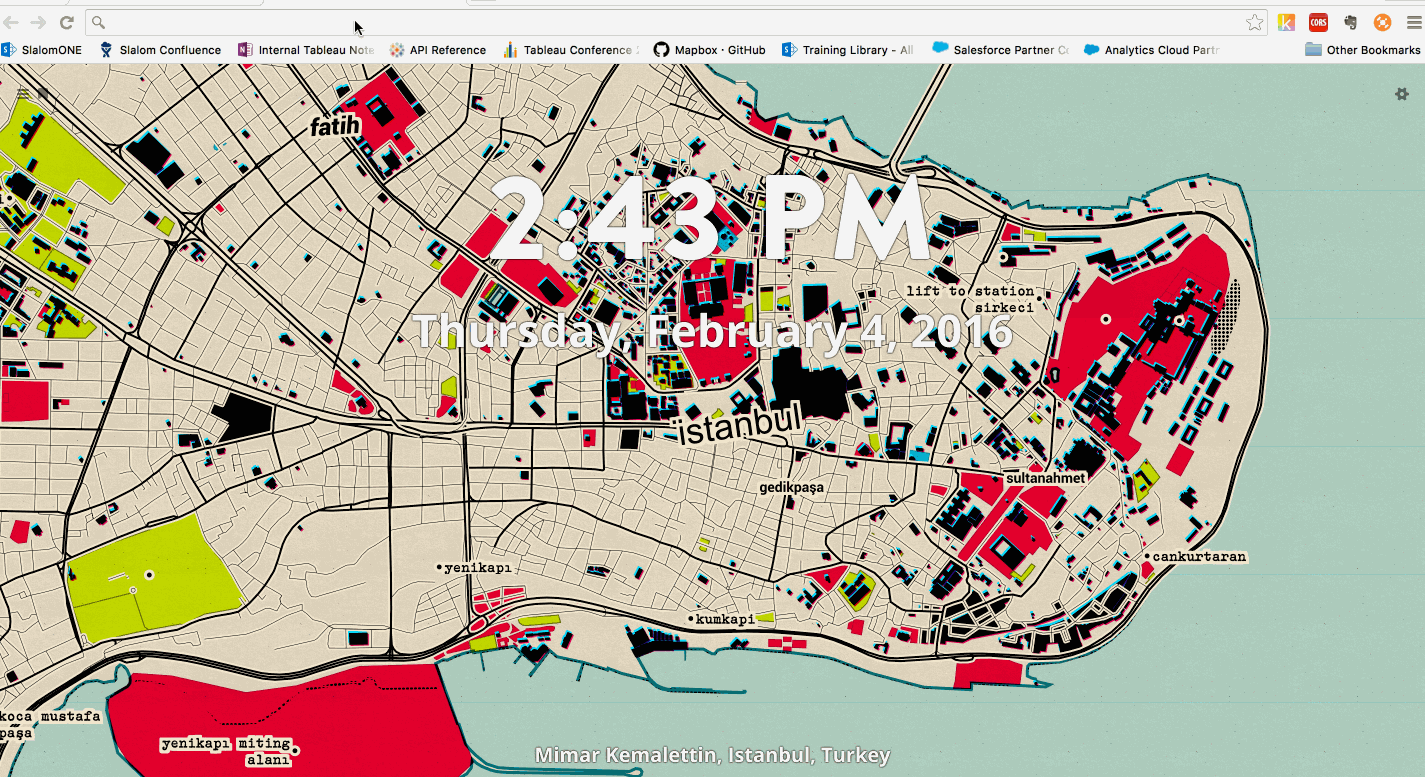 SlalomONE
Slalom Confluence
Internal Tableau Note
API Reference
Tableau Conference
Mapbox · GitHub
Training Library - All
Salesforce Partner Co
Analytics Cloud Partn
Other Bookmarks
CORS
fatih
2:43 PM
lift to station
sirkeci
Thursday, February 4, 2016
istanbul
gedikpaşa
sultanahmet
cankurtaran
yenikapı
kumkapi
koca mustafa
paşa
yenikapı miting
alanı
Mimar Kemalettin, Istanbul, Turkey